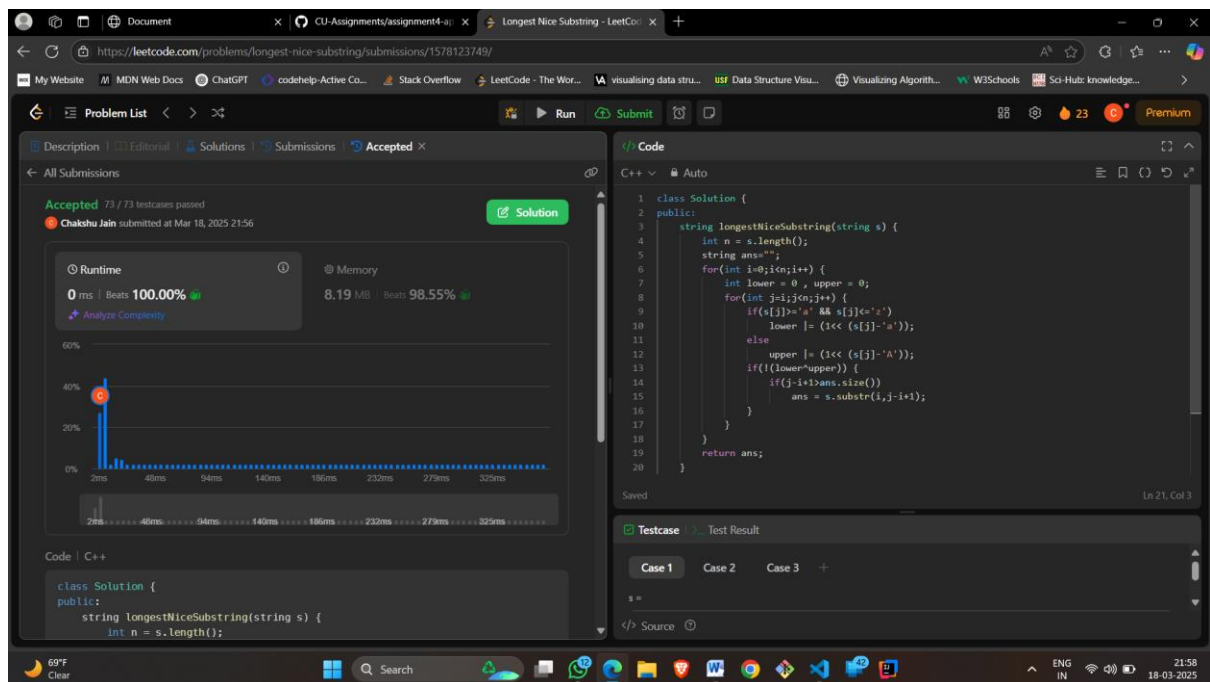 Document
CU-Assignments/assignment4-ap
Longest Nice Substring - LeetCod
https://leetcode.com/problems/longest-nice-substring/submissions/1578123749/
My Website MDN Web Docs ChatGPT codehelp-Active Co... Stack Overflow LeetCode - The Wor... visualising data stru... USF Data Structure Visu... Visualizing Algorith... W3Schools Sci-Hub: knowledge...
Problem List Run Submit 23 C Premium
Description Editorial Solutions Submissions Accepted
All Submissions
Accepted 73 / 73 testcases passed
Chakshu Jain submitted at Mar 18, 2025 21:56
Solution
Runtime
0 ms Beats 100.00%
Analyze Complexity
Memory
8.19 MB Beats 98.55%
60%
40%
20%
0%
C
2ms 48ms 94ms 140ms 186ms 232ms 279ms 325ms
2ms 48ms 94ms 140ms 186ms 232ms 279ms 325ms
Code C++
class Solution {
public:
string longestNiceSubstring(string s) {
int n = s.length();
</> Code
C++ Auto
1 class Solution {
2 public:
3 string longestNiceSubstring(string s) {
4 int n = s.length();
5 string ans="";
6 for(int i=0;i<n;i++) {
7 int lower = 0 , upper = 0;
8 for(int j=i;j<n;j++) {
9 if(s[j]>='a' && s[j]<='z')
10 lower |= (1<< (s[j]-'a'));
11 else
12 upper |= (1<< (s[j]-'A'));
13 if(!(lower^upper)) {
14 if(j-i+1>ans.size())
15 ans = s.substr(i,j-i+1);
16 }
17 }
18 }
19 return ans;
20 }
Saved
Ln 21, Col 3
Testcase >_ Test Result
Case 1 Case 2 Case 3 +
s =
</> Source
69°F
Clear
Search
42
ENG
IN
21:58
18-03-2025